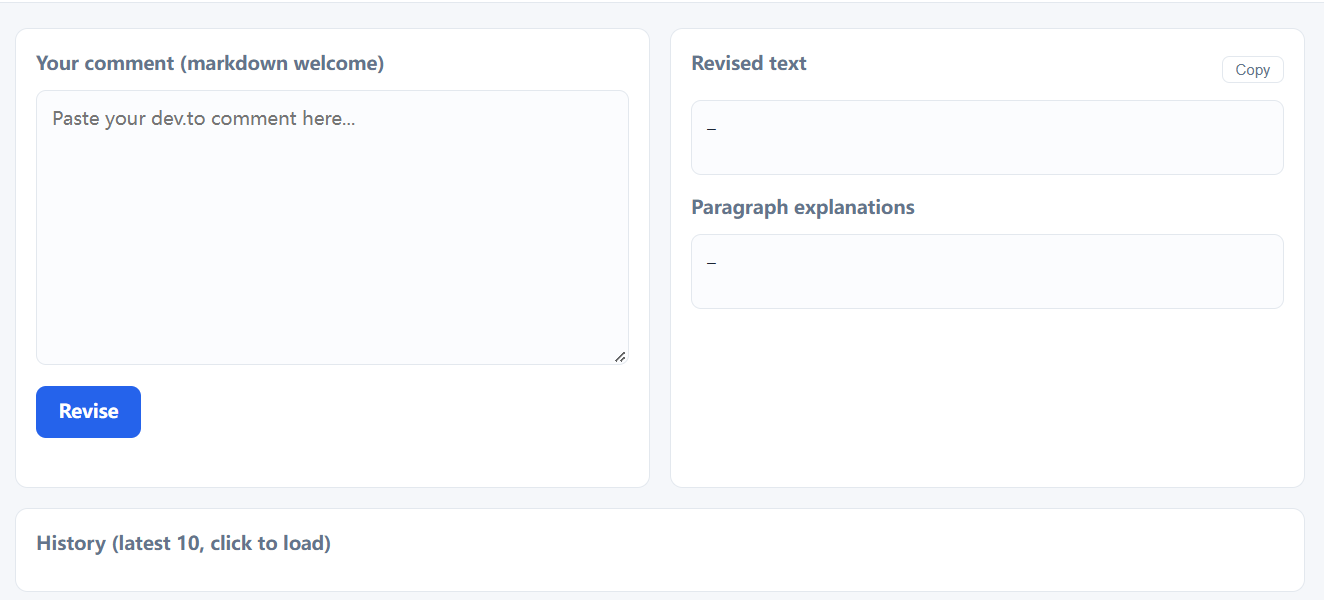 Your comment (markdown welcome)
Paste your dev.to comment here...
Revise
Revised text
Copy
–
Paragraph explanations
–
History (latest 10, click to load)